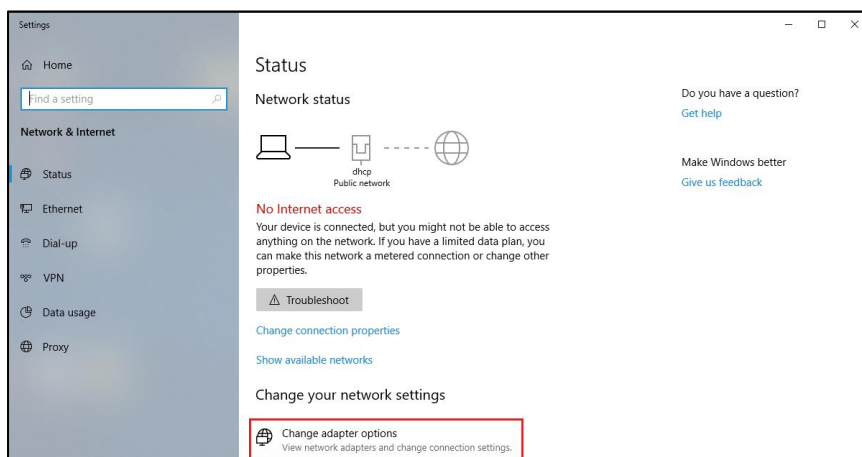 Settings
Home
Find a setting
Network & Internet
Status
Ethernet
Dial-up
VPN
Data usage
Proxy
Status
Network status
dhcp
Public network
No Internet access
Your device is connected, but you might not be able to access
anything on the network. If you have a limited data plan, you
can make this network a metered connection or change other
properties.
Troubleshoot
Change connection properties
Show available networks
Change your network settings
Change adapter options
View network adapters and change connection settings.
Do you have a question?
Get help
Make Windows better
Give us feedback